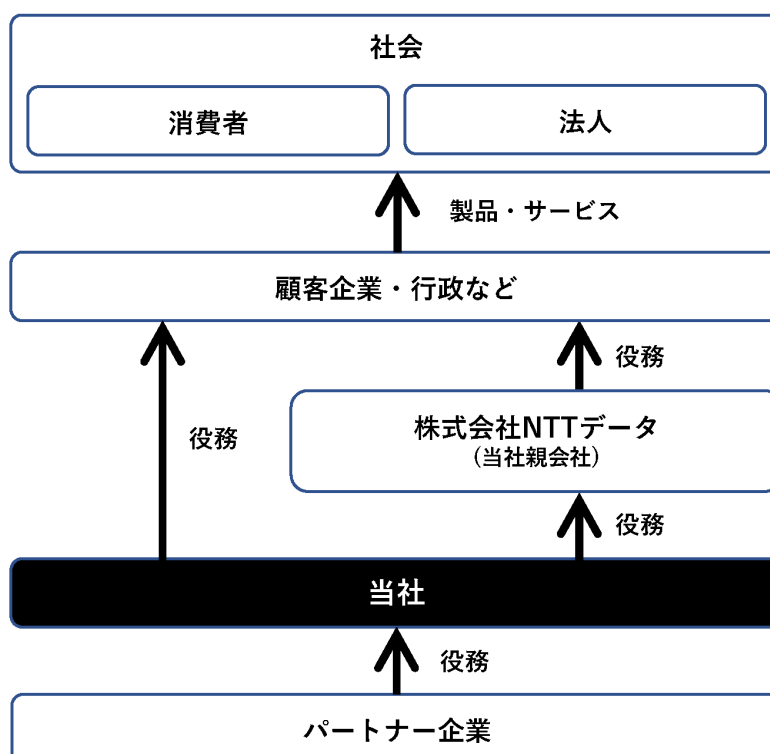 社会
消費者
法人
製品・サービス
顧客企業・行政など
役務
役務
株式会社NTTデータ
(当社親会社)
役務
当社
役務
パートナー企業